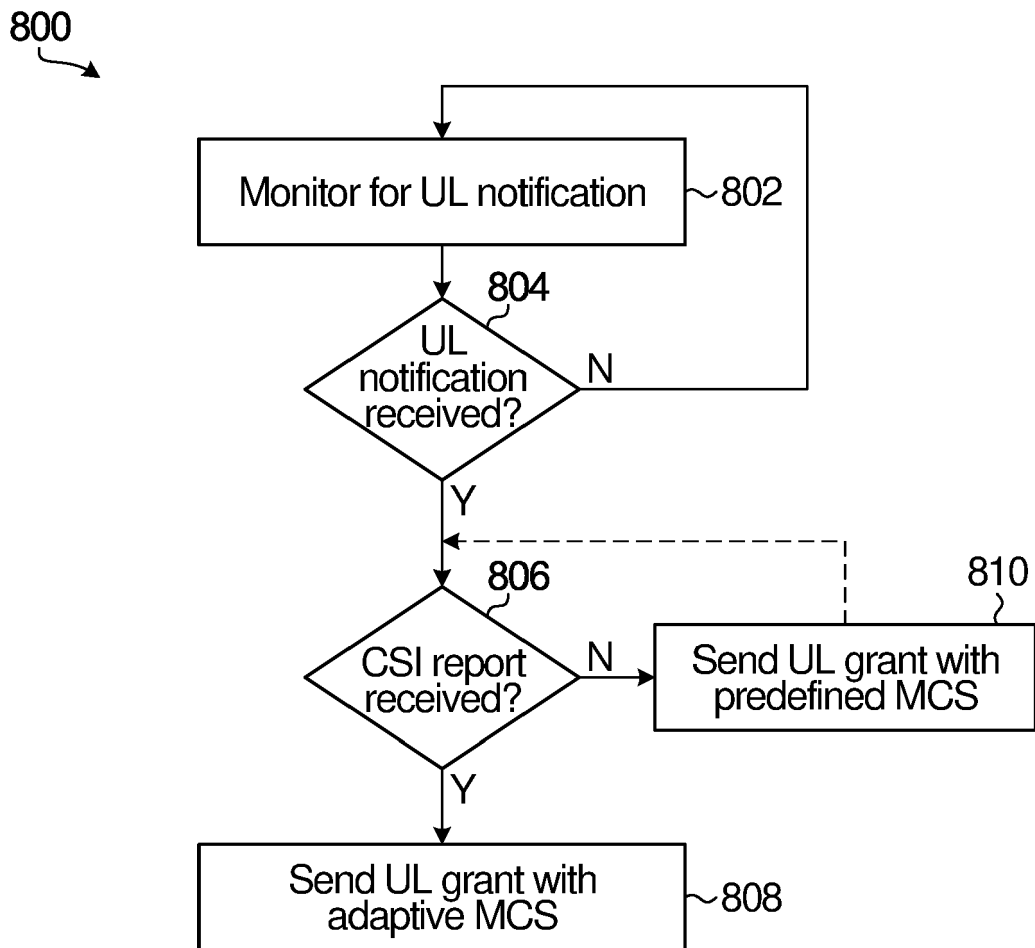 800
Monitor for UL notification
802
804
UL
notification
received?
N
Y
806
810
CSI report
received?
N
Send UL grant with
predefined MCS
Y
Send UL grant with
adaptive MCS
808